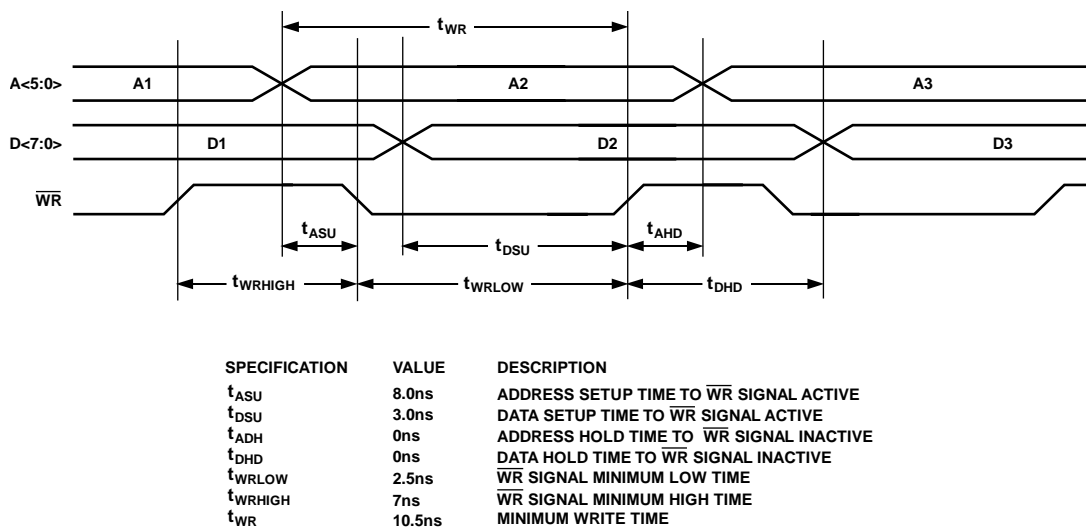 tWR
A<5:0> A1 A2 A3
D<7:0> D1 D2 D3
WR
tASU tDSU tAHD
tWRHIGH tWRLOW tDHD
SPECIFICATION VALUE DESCRIPTION
tASU 8.0ns ADDRESS SETUP TIME TO WR SIGNAL ACTIVE
tDSU 3.0ns DATA SETUP TIME TO WR SIGNAL ACTIVE
tADH 0ns ADDRESS HOLD TIME TO WR SIGNAL INACTIVE
tDHD 0ns DATA HOLD TIME TO WR SIGNAL INACTIVE
tWRLOW 2.5ns WR SIGNAL MINIMUM LOW TIME
tWRHIGH 7ns WR SIGNAL MINIMUM HIGH TIME
tWR 10.5ns MINIMUM WRITE TIME